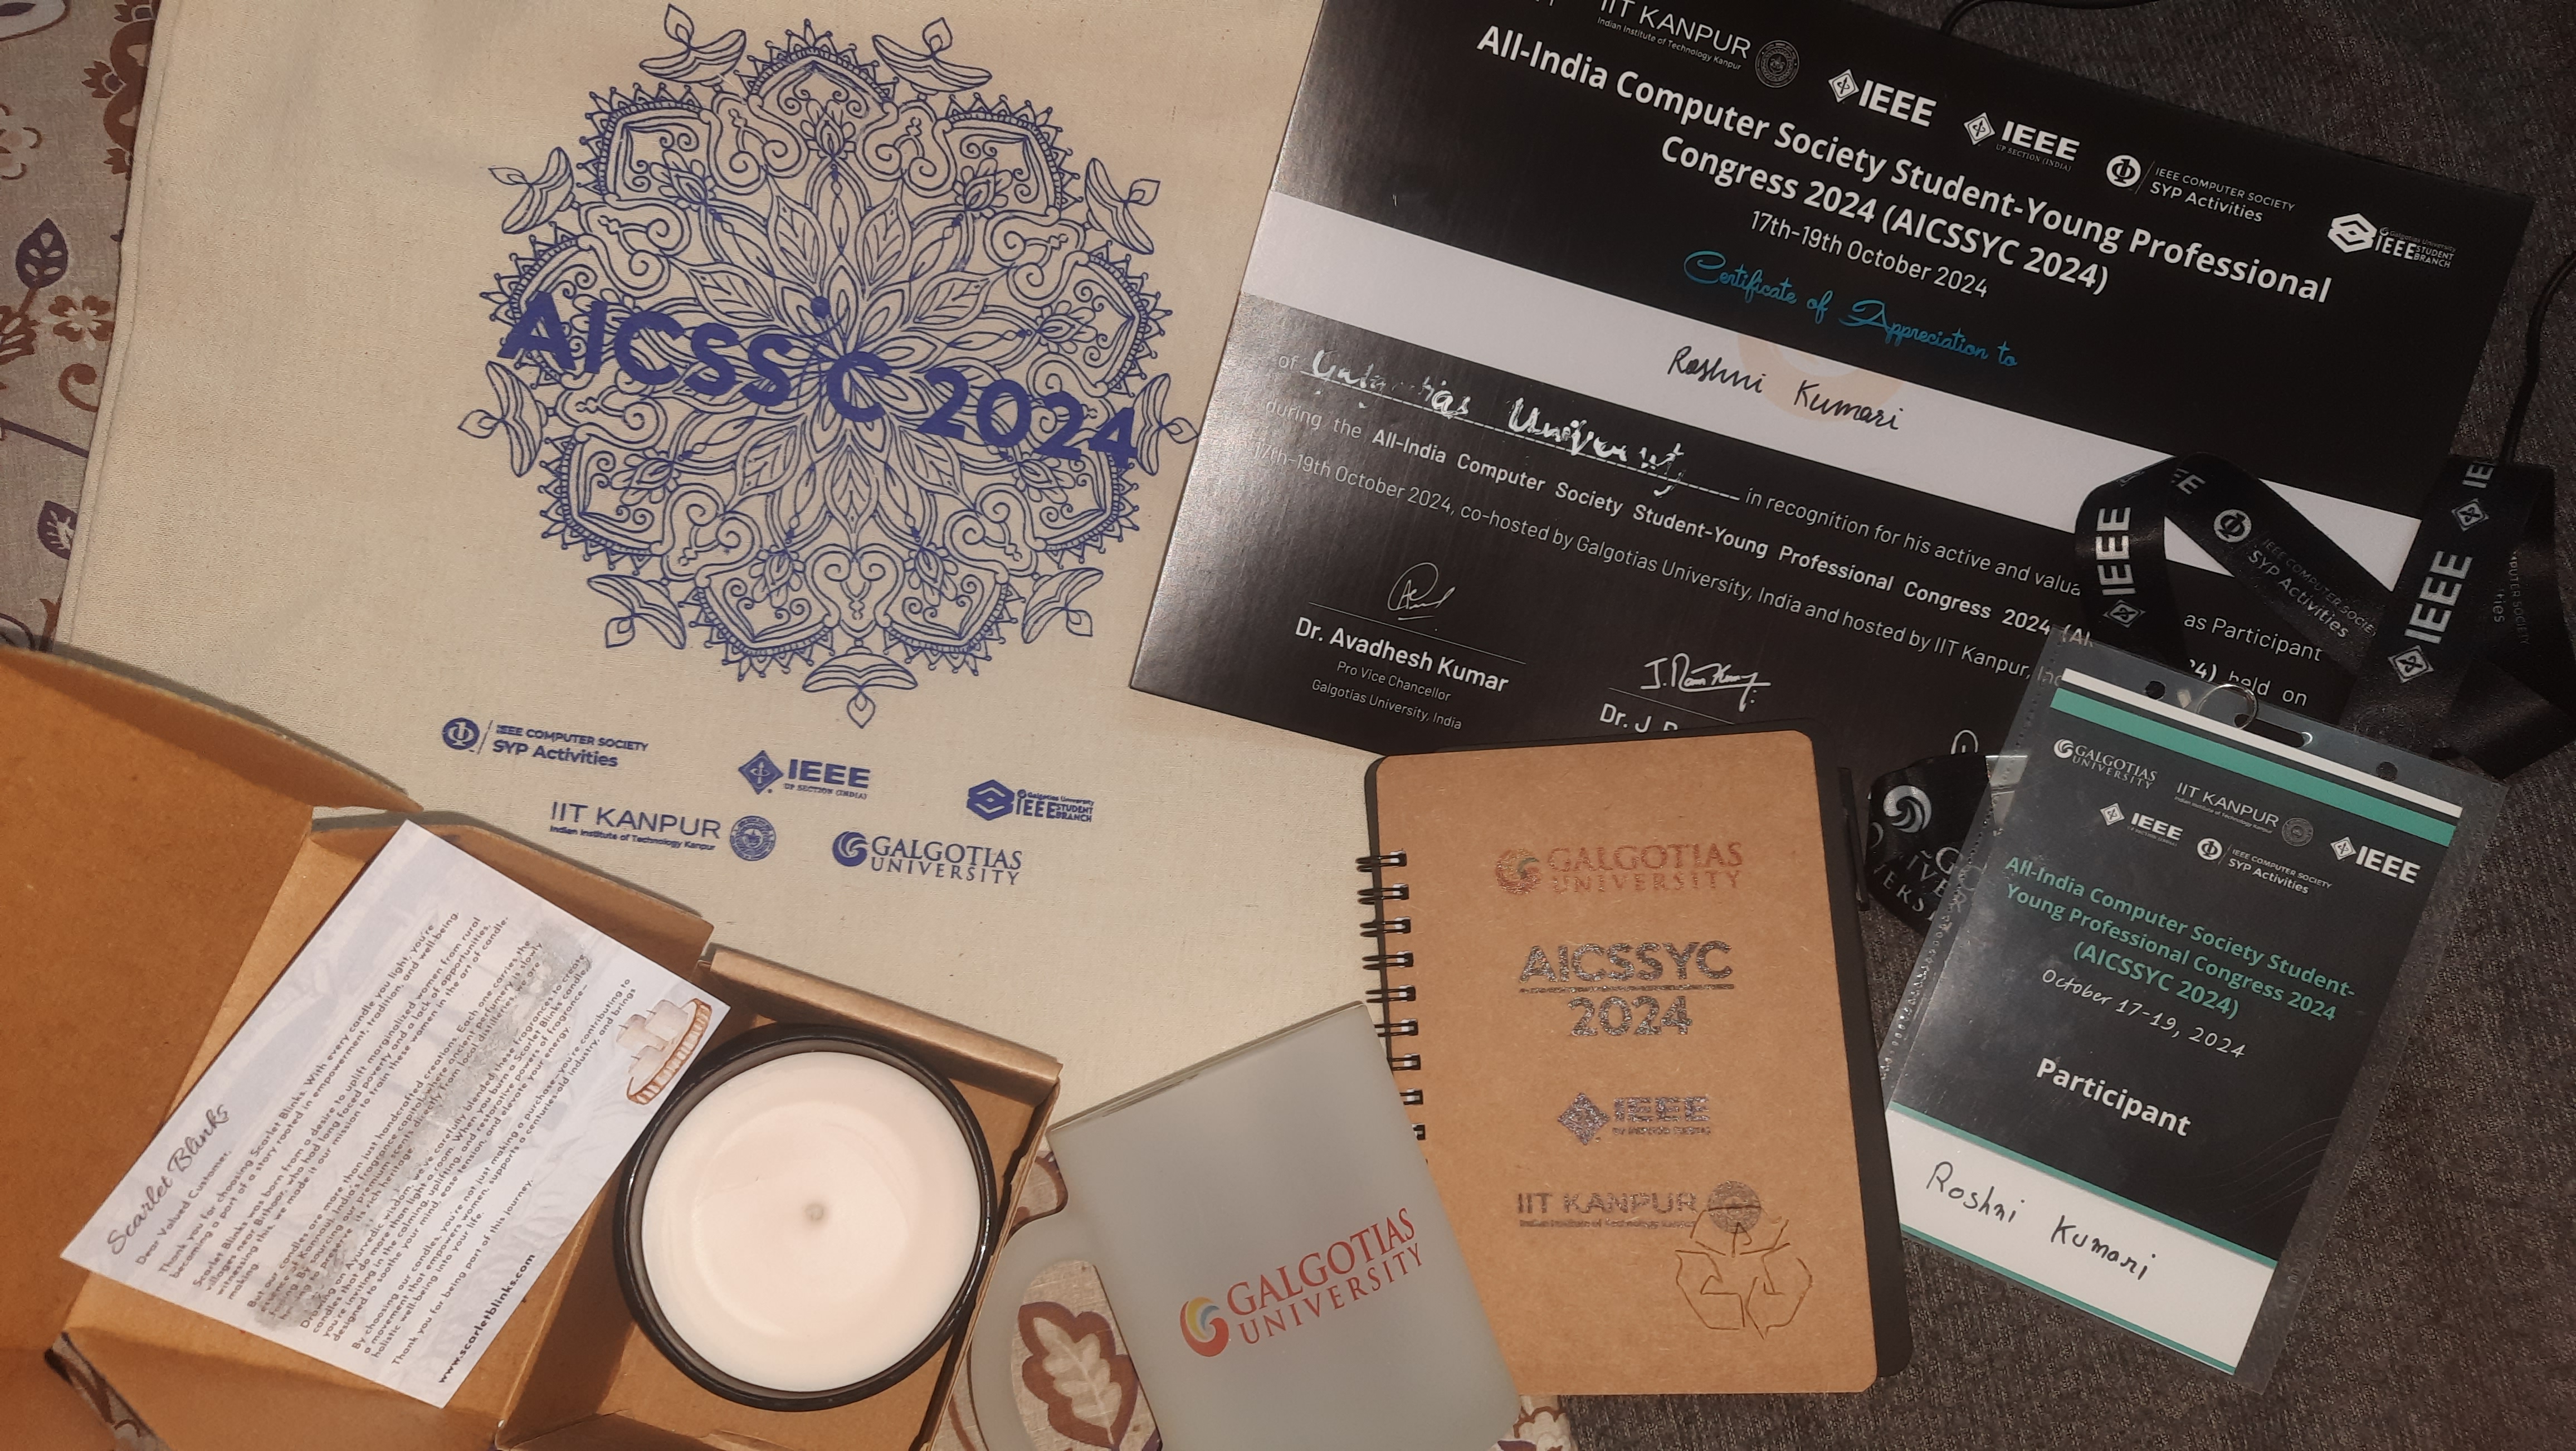 Scarlet Blinks
Dear Valued Customer,
Thank you for choosing Scarlet Blinks. With every candle you light, you're
becoming a part of a story rooted in empowerment, tradition, and well-being.
Scarlet Blinks was born from a desire to uplift marginalized women from rural
villages near Bithoor, who had long faced poverty and a lack of opportunities,
witnessing this, we made it our mission to train these women in the art of candle-
making.
But our candles are more than just handcrafted creations. Each one carries the
essence of Kannauj, India's fragrance capital, where ancient perfumery is slowly
fading. By sourcing our premium scents directly from local distilleries, we are
helping to preserve its rich heritage.
Drawing on Ayurvedic wisdom, we've carefully blended these fragrances to create
candles that do more than light a room. When you burn a Scarlet Blinks candle,
you're inviting in the calming, uplifting, and restorative powers of fragrance—
designed to soothe your mind, ease tension, and elevate your energy.
By choosing our candles, you're not just making a purchase—you're contributing to
a movement that empowers women, supports a centuries-old industry, and brings
holistic well-being into your life.
Thank you for being part of this journey.
www.scarletblinks.com
AICSSYC 2024
IEEE COMPUTER SOCIETY
SYP Activities
IEEE
UP SECTION (INDIA)
Galgotias University
IEEE STUDENT
BRANCH
IIT KANPUR
Indian Institute of Technology Kanpur
GALGOTIAS
UNIVERSITY
GALGOTIAS
UNIVERSITY
GALGOTIAS
UNIVERSITY
AICSSYC
2024
IEEE
IIT KANPUR
IIT KANPUR
Indian Institute of Technology Kanpur
IEEE
IEEE
UP SECTION (INDIA)
IEEE COMPUTER SOCIETY
SYP Activities
Galgotias University
IEEE STUDENT
BRANCH
All-India Computer Society Student-Young Professional
Congress 2024 (AICSSYC 2024)
17th-19th October 2024
Certificate of Appreciation to
Roshni Kumari
of
in recognition for his active and
as Participant
during the All-India Computer Society Student-Young Professional Congress 2024
held on
17th-19th October 2024, co-hosted by Galgotias University, India and hosted by IIT Kanpur,
Dr. Avadhesh Kumar
Pro Vice Chancellor
Galgotias University, India
Dr. J.
GALGOTIAS
UNIVERSITY
IIT KANPUR
IEEE
IEEE
IEEE COMPUTER SOCIETY
SYP Activities
All-India Computer Society Student-
Young Professional Congress 2024
(AICSSYC 2024)
October 17-19, 2024
Participant
Roshni Kumari
IEEE
IEEE COMPUTER SOCIETY
SYP Activities
IEEE